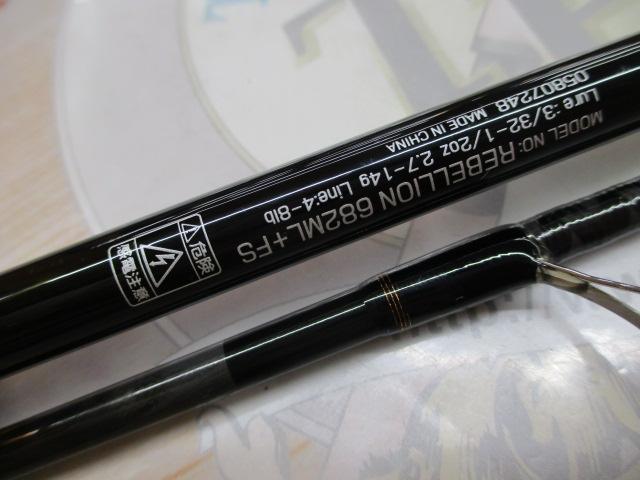 MODEL NO: REBELLION 682ML+FS
Lure :3/32-1/2oz 2.7-14g Line:4-8lb
05807248 MADE IN CHINA
危険
感電注意